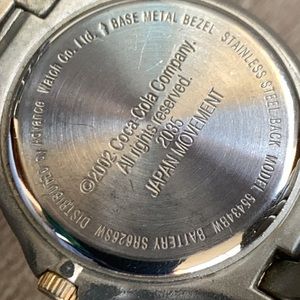 DISTRIBUTED BY: Advance Watch Co., Ltd. BASE METAL BEZEL STAINLESS STEEL BACK MODEL 55434BW BATTERY SR626SW
©2002 Coca-Cola Company.
All rights reserved.
2035
JAPAN MOVEMENT